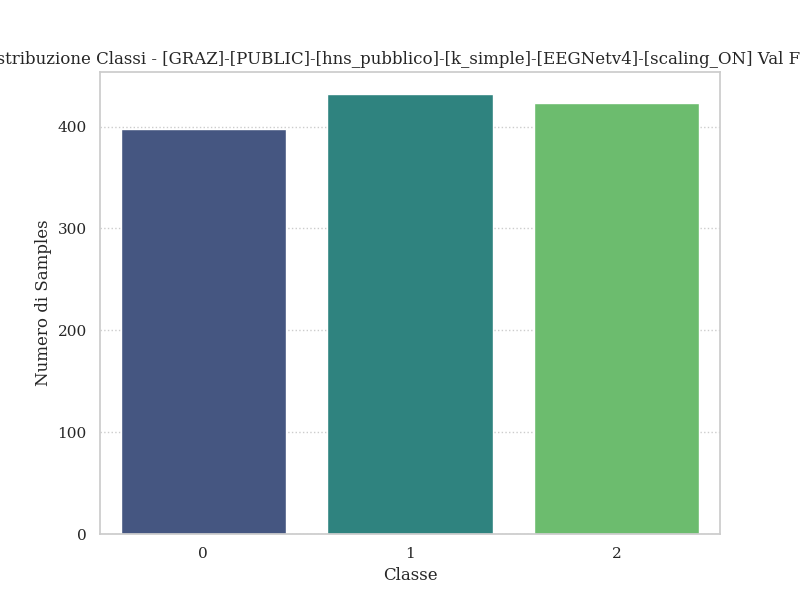 stribuzione Classi - [GRAZ]-[PUBLIC]-[hns_pubblico]-[k_simple]-[EEGNetv4]-[scaling_ON] Val F
400
300
200
100
0
Numero di Samples
0 1 2
Classe